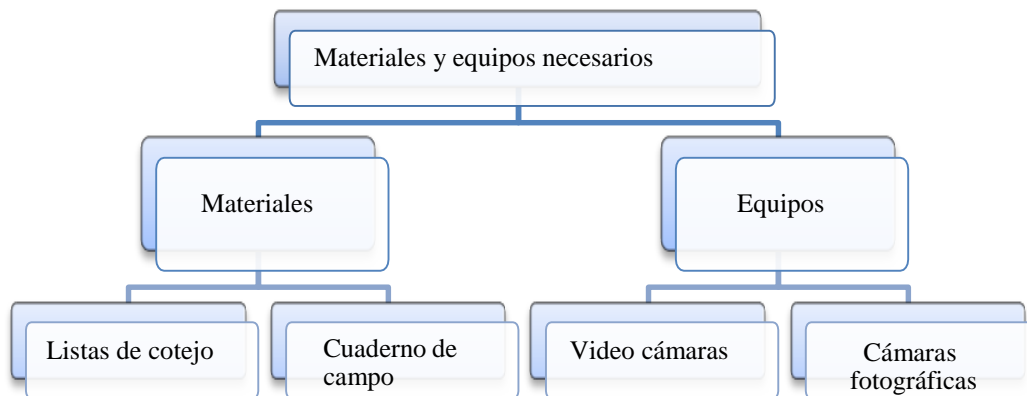 Materiales y equipos necesarios
Materiales
Equipos
Listas de cotejo
Cuaderno de
campo
Video cámaras
Cámaras
fotográficas